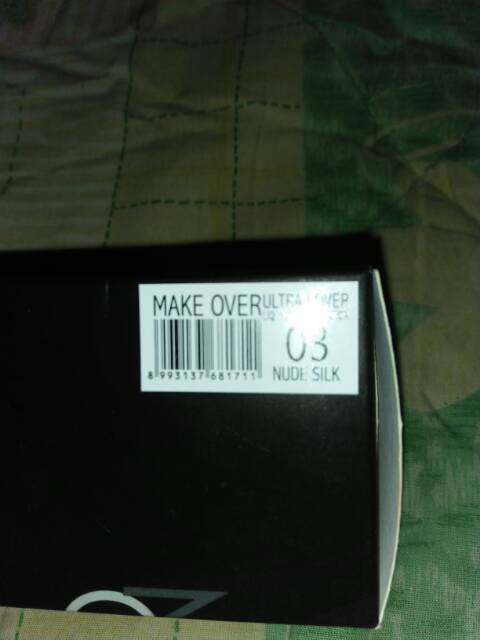 MAKE OVER ULTRA COVER
03
NUDE SILK
8 993137 681711